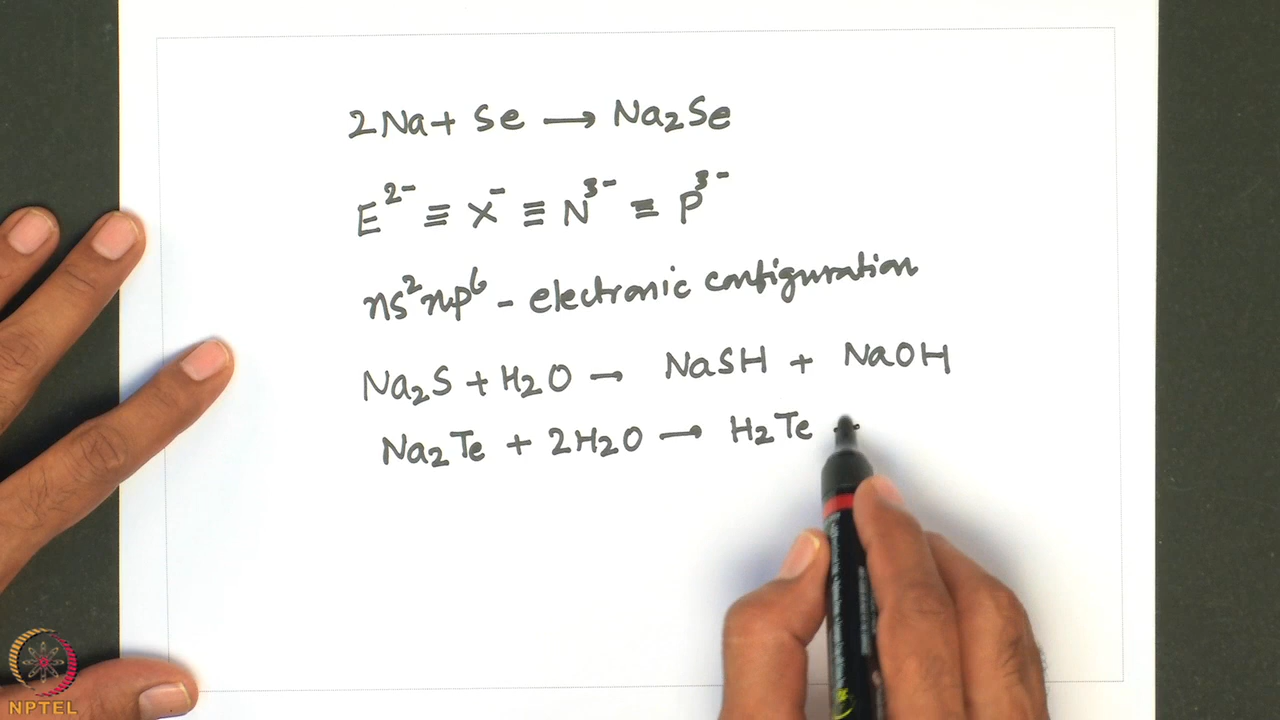 2Na + Se → Na₂Se
E²⁻ ≡ X⁻ ≡ N³⁻ ≡ P³⁻
ns²np⁶ - electronic configuration
Na₂S + H₂O → NaSH + NaOH
Na₂Te + 2H₂O → H₂Te
NPTEL